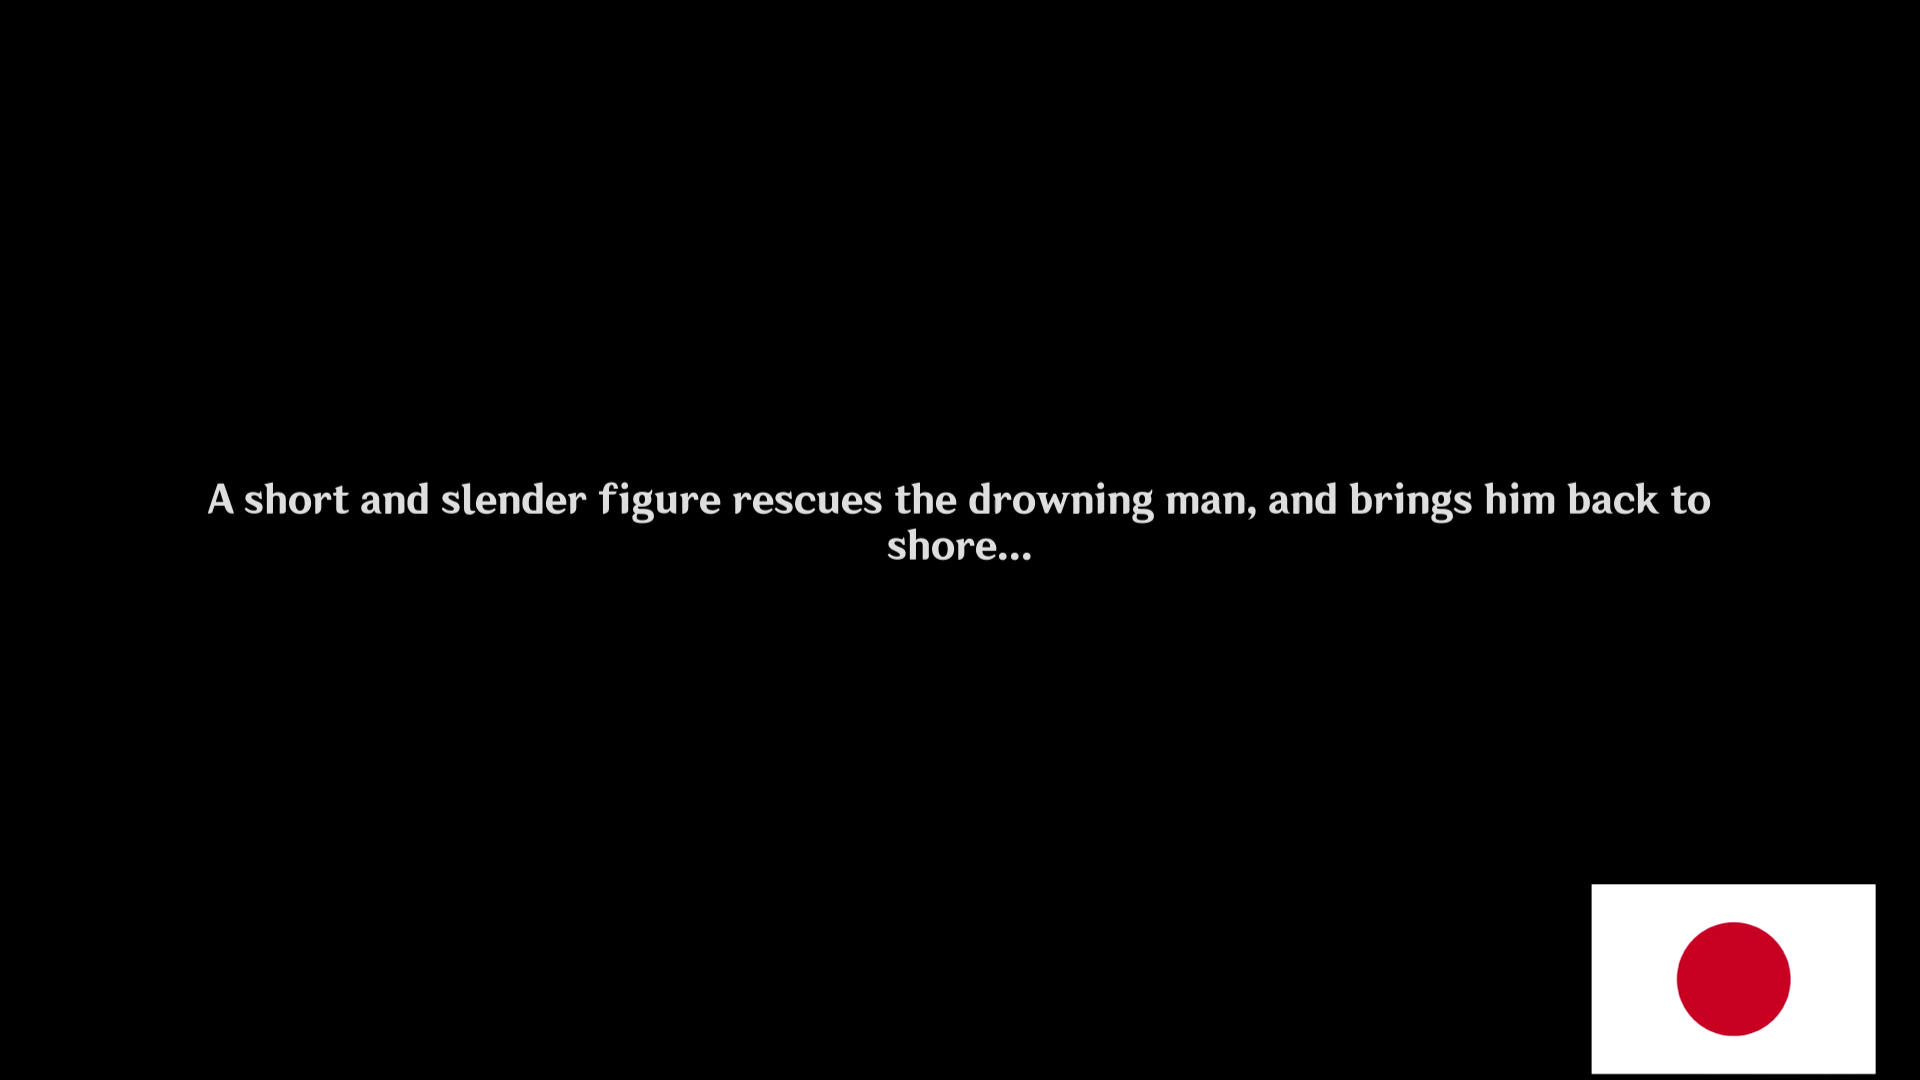 A short and slender figure rescues the drowning man, and brings him back to
shore...